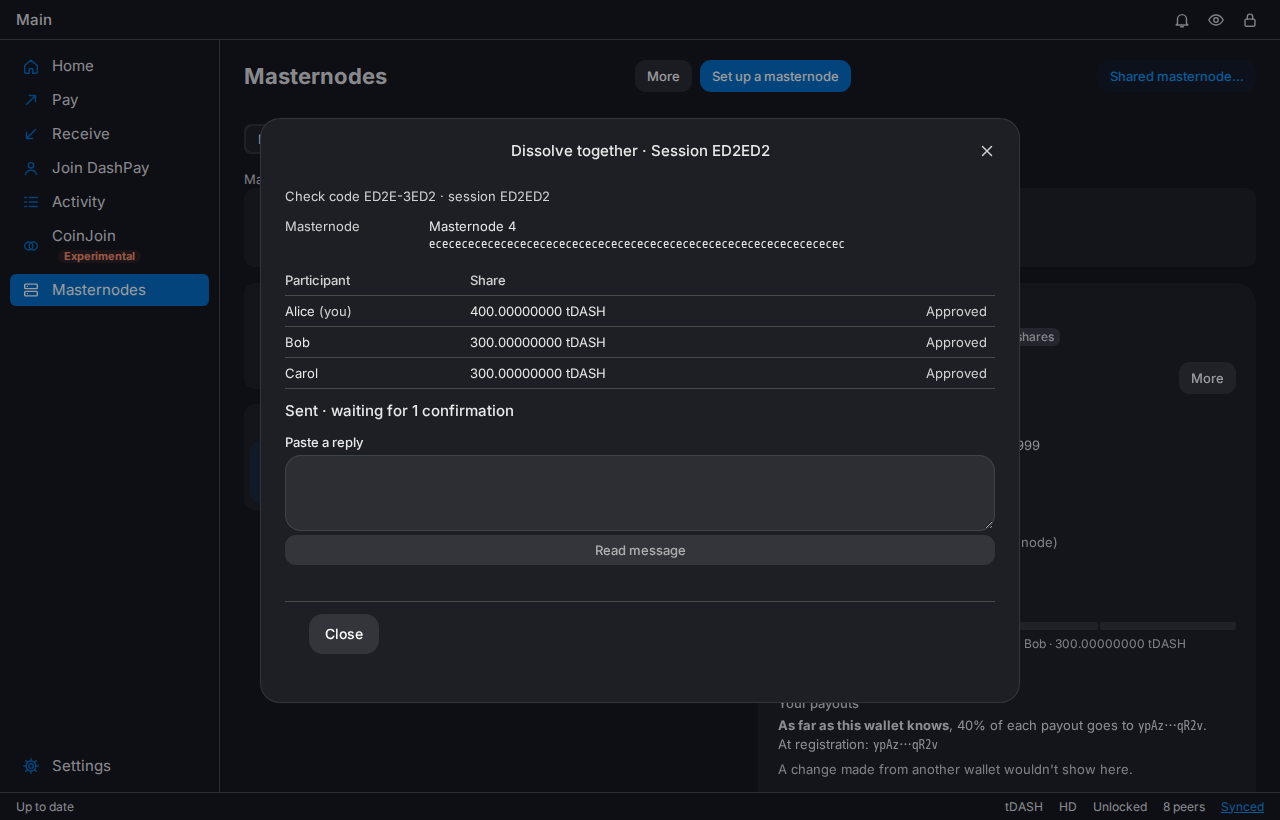 Main
Home
Pay
Receive
Join DashPay
Activity
CoinJoin
Experimental
Masternodes
Settings
Masternodes
More
Set up a masternode
Shared masternode...
Dissolve together · Session ED2ED2
Check code ED2E-3ED2 · session ED2ED2
Masternode
Masternode 4
ecececececececececececececececececececececececececececececececec
Participant Share
Alice (you) 400.00000000 tDASH Approved
Bob 300.00000000 tDASH Approved
Carol 300.00000000 tDASH Approved
Sent · waiting for 1 confirmation
Paste a reply
Read message
Close
shares
More
999
node)
Bob · 300.00000000 tDASH
Your payouts
As far as this wallet knows, 40% of each payout goes to ypAz…qR2v.
At registration: ypAz…qR2v
A change made from another wallet wouldn't show here.
Up to date
tDASH HD Unlocked 8 peers Synced